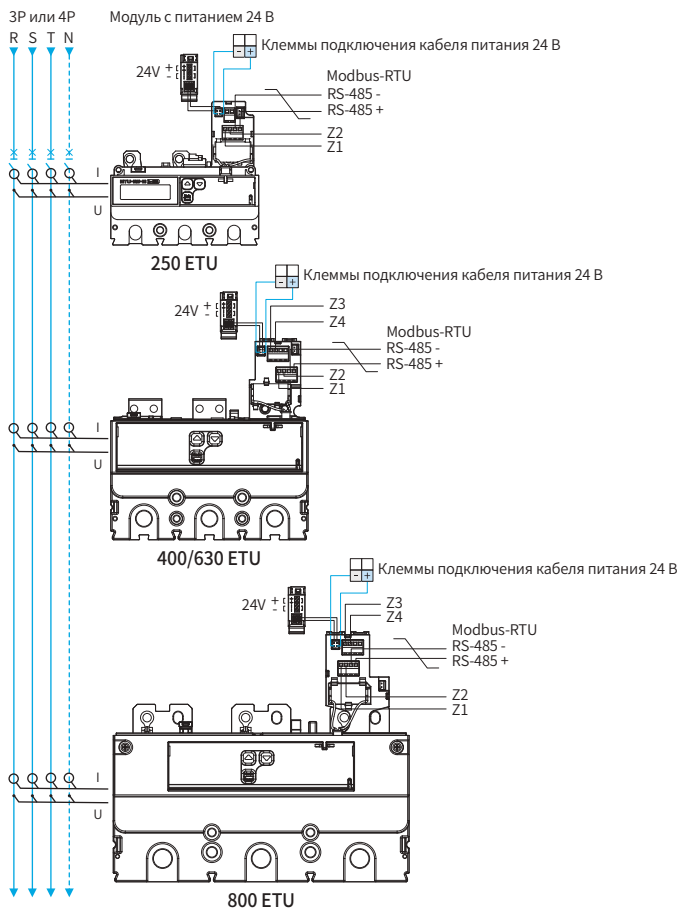 3P или 4P
Модуль с питанием 24 В
R S T N
Клеммы подключения кабеля питания 24 В
- +
24V + -
Modbus-RTU
RS-485 -
RS-485 +
Z2
Z1
I
U
250 ETU
Клеммы подключения кабеля питания 24 В
- +
24V + -
Z3
Z4
Modbus-RTU
RS-485 -
RS-485 +
Z2
Z1
I
U
400/630 ETU
Клеммы подключения кабеля питания 24 В
- +
24V + -
Z3
Z4
Modbus-RTU
RS-485 -
RS-485 +
Z2
Z1
I
U
800 ETU